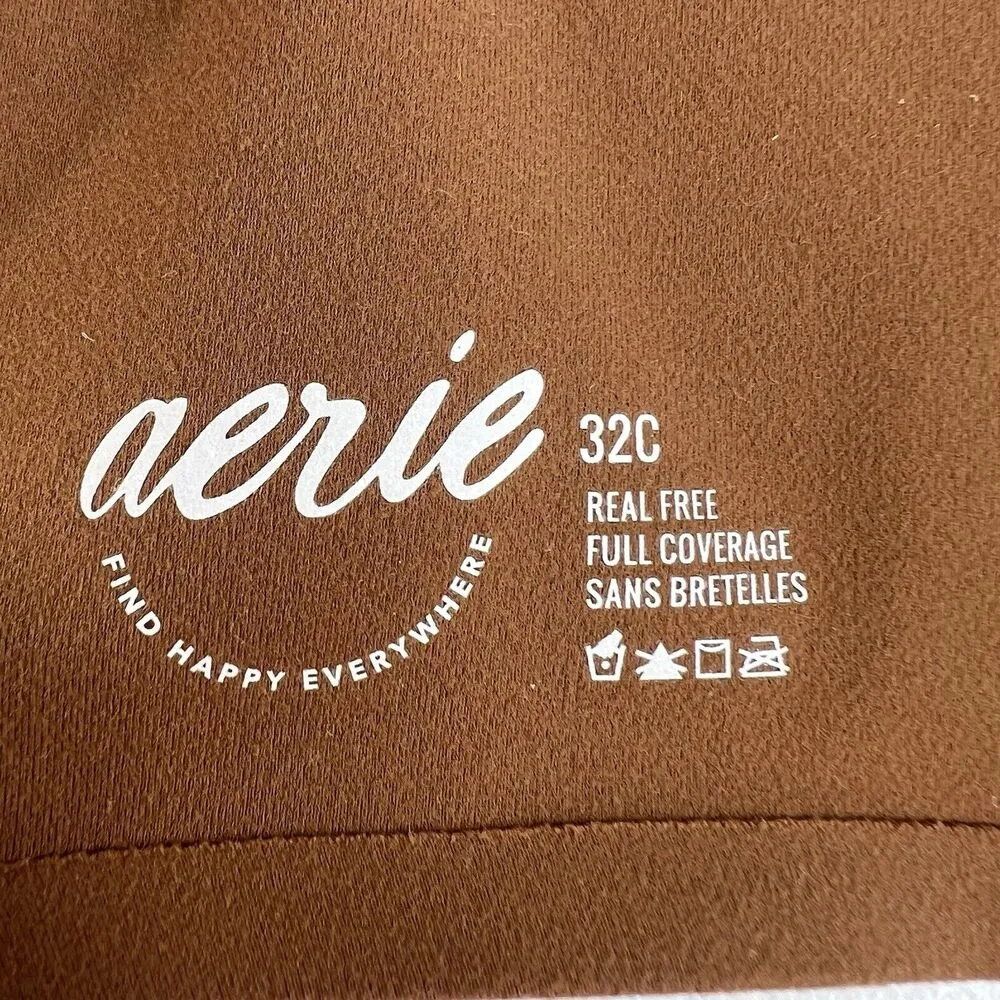 aerie
FIND HAPPY EVERYWHERE
32C
REAL FREE
FULL COVERAGE
SANS BRETELLES